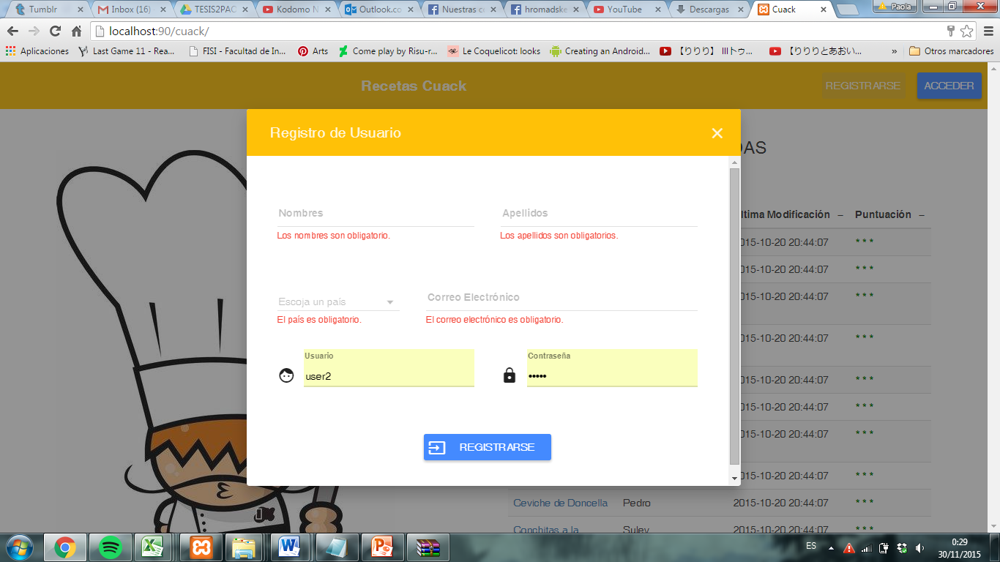 Tumblr
Inbox (16)
TESIS2PAC
Kodomo N
Outlook.co
Nuestras c
hromadske
YouTube
Descargas
Cuack
Paola
localhost:90/cuack/
Aplicaciones
Last Game 11 - Rea...
FISI - Facultad de In...
Arts
Come play by Risu-r...
Le Coquelicot: looks
Creating an Android...
【りりり】 IIIトゥ...
【りりりとあおい...
»
Otros marcadores
Recetas Cuack
REGISTRARSE
ACCEDER
DAS
Registro de Usuario
Nombres
Apellidos
Los nombres son obligatorio.
Los apellidos son obligatorios.
Escoja un país
Correo Electrónico
El país es obligatorio.
El correo electrónico es obligatorio.
Usuario
Contraseña
user2
•••••
REGISTRARSE
ltima Modificación
Puntuación
015-10-20 20:44:07 ***
015-10-20 20:44:07 ***
015-10-20 20:44:07 ***
015-10-20 20:44:07 ***
015-10-20 20:44:07 ***
015-10-20 20:44:07 ***
015-10-20 20:44:07 ***
015-10-20 20:44:07 ***
Ceviche de Doncella Pedro 2015-10-20 20:44:07 ***
Conchitas a la Suley 2015-10-20 20:44:07 ***
ES
0:29
30/11/2015